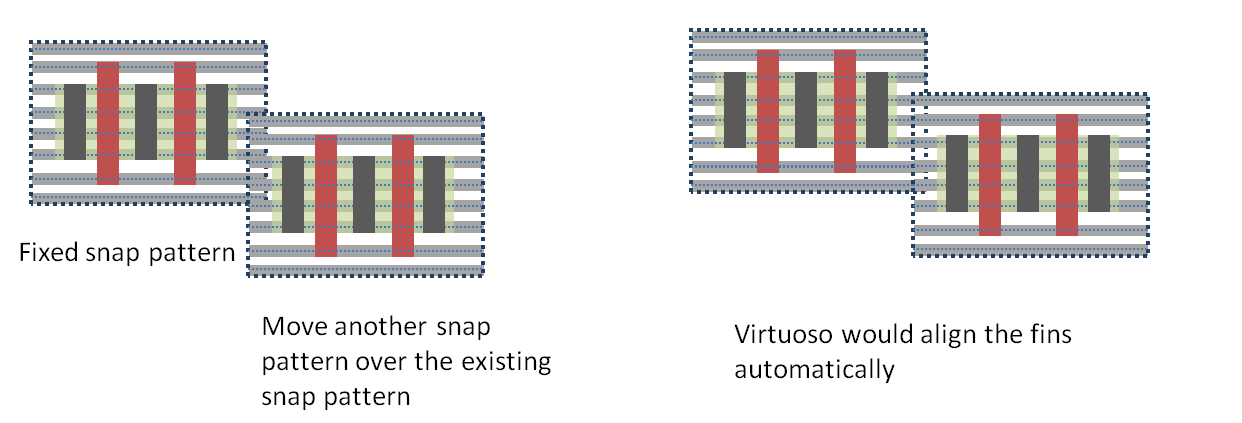 Fixed snap pattern
Move another snap
pattern over the existing
snap pattern
Virtuoso would align the fins
automatically